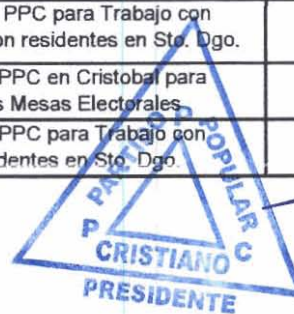 PPC para Trabajo con
on residentes en Sto. Dgo.
PPC en Cristobal para
s Mesas Electorales
PPC para Trabajo con
dentes en Sto. Dgo.
PARTIDO POPULAR
P P C
CRISTIANO
PRESIDENTE